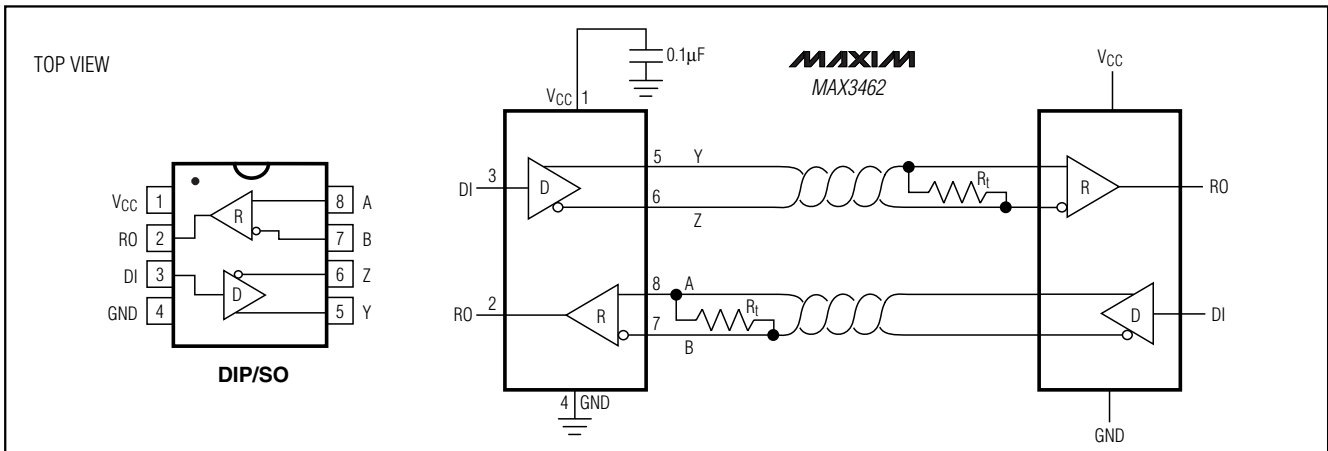 TOP VIEW
VCC 1
RO 2
DI 3
GND 4
8 A
7 B
6 Z
5 Y
R
D
DIP/SO
0.1µF
MAXIM
MAX3462
VCC 1
VCC
DI 3
D
5 Y
6
Z
Rt
R
RO
RO 2
R
8 A
7
B
Rt
D
DI
4 GND
GND